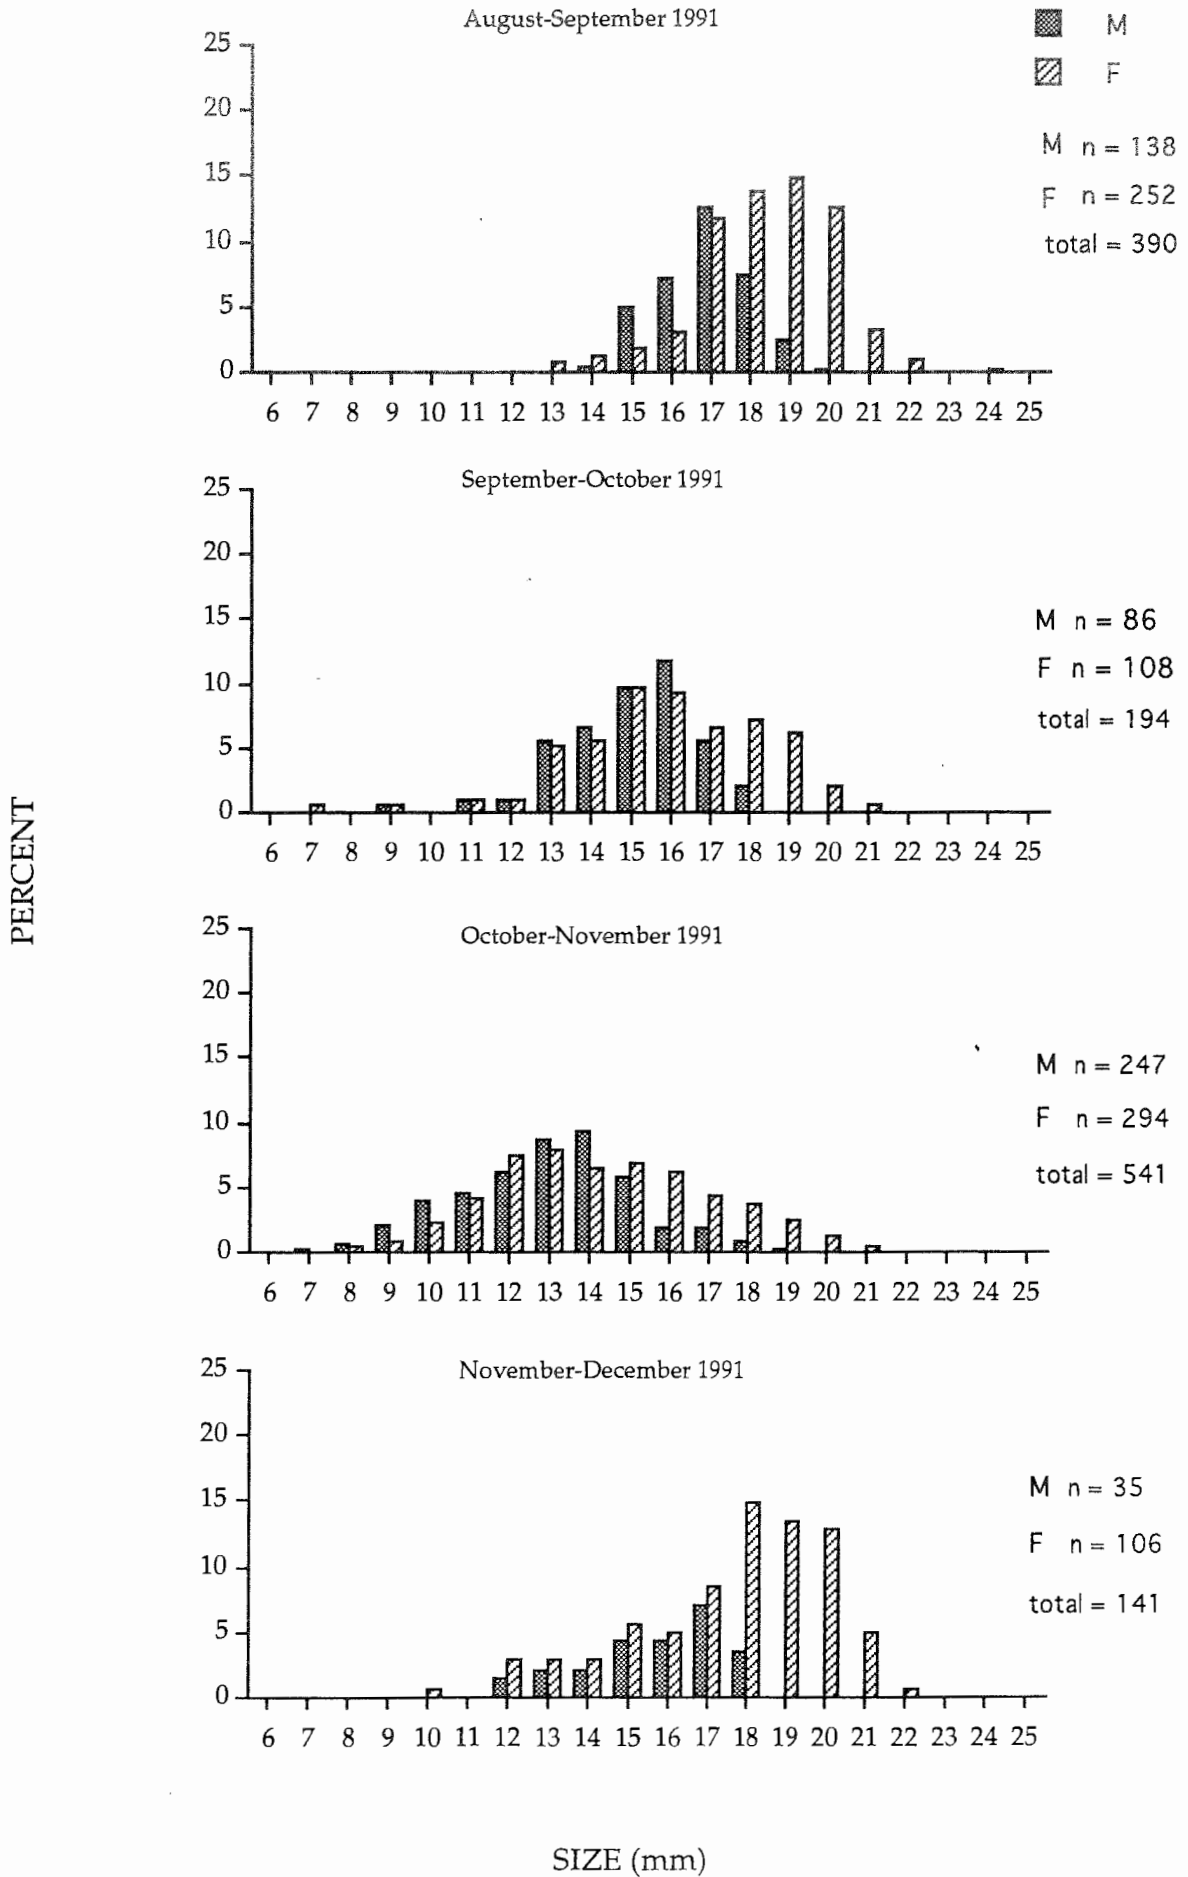 August-September 1991
M
F
M n = 138
F n = 252
total = 390
25
20
15
10
5
0
6 7 8 9 10 11 12 13 14 15 16 17 18 19 20 21 22 23 24 25
September-October 1991
M n = 86
F n = 108
total = 194
25
20
15
10
5
0
6 7 8 9 10 11 12 13 14 15 16 17 18 19 20 21 22 23 24 25
PERCENT
October-November 1991
M n = 247
F n = 294
total = 541
25
20
15
10
5
0
6 7 8 9 10 11 12 13 14 15 16 17 18 19 20 21 22 23 24 25
November-December 1991
M n = 35
F n = 106
total = 141
25
20
15
10
5
0
6 7 8 9 10 11 12 13 14 15 16 17 18 19 20 21 22 23 24 25
SIZE (mm)